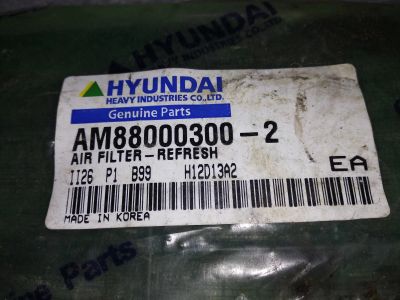 HYUNDAI
HEAVY INDUSTRIES CO., LTD.
Genuine Parts
AM88000300-2
AIR FILTER-REFRESH
II26 P1 B99 H12D13A2
EA
MADE IN KOREA
Parts